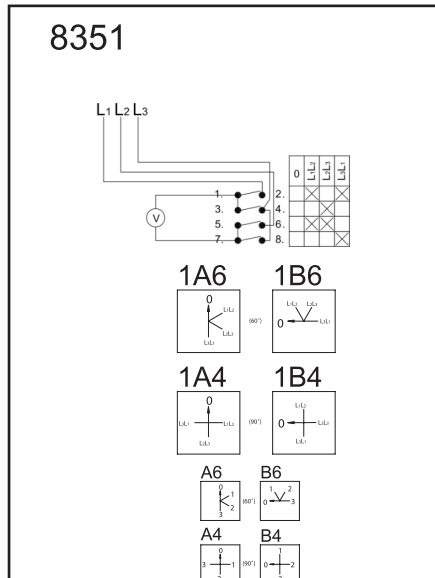 8351
L1 L2 L3
0 L1L2 L2L3 L3L1
1. 2.
V
3. 4.
5. 6.
7. 8.
1A6 1B6
0 L1L2 L2L3 L3L1
(60°)
L1L2 L2L3 0 L3L1
1A4 1B4
0 L3L1 L1L2 L2L3
(90°)
L1L2 0 L2L3 L3L1
A6 B6
0 1 2 3
(60°)
1 2 0 3
A4 B4
0 3 1 2
(90°)
1 0 2